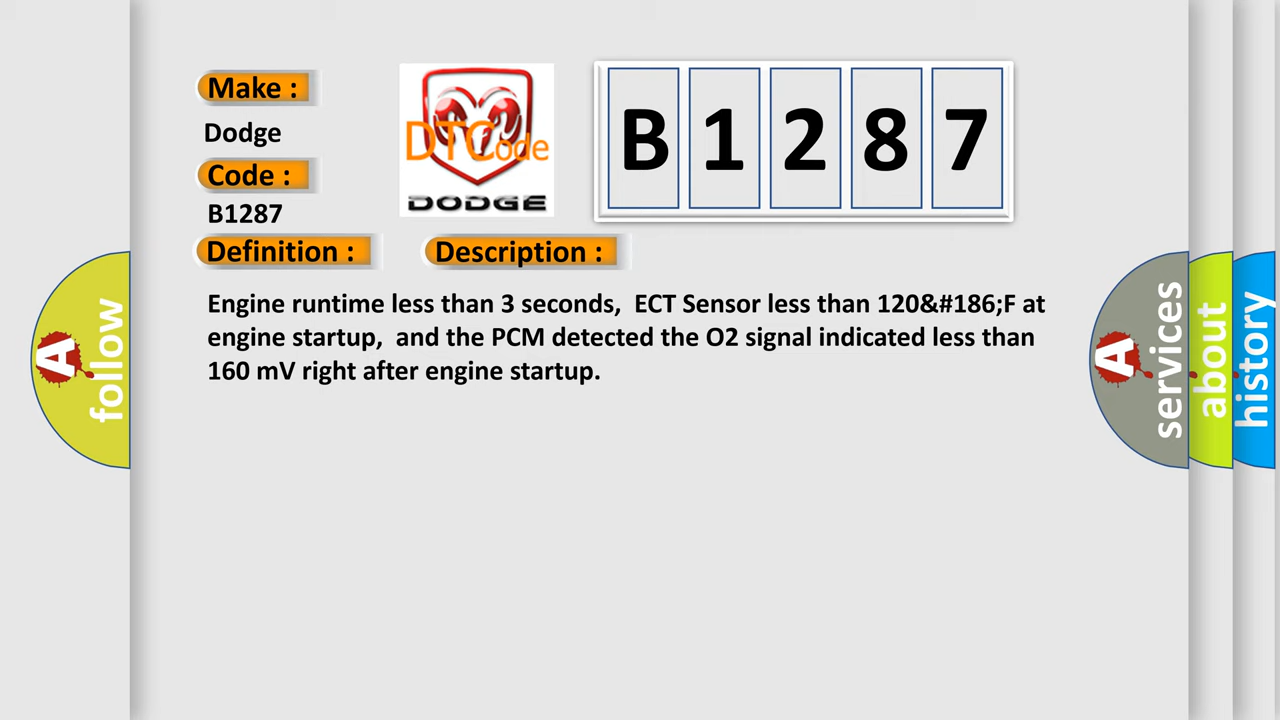 Make :
Dodge
Code :
B1287
Definition :
Description :
Engine runtime less than 3 seconds,  ECT Sensor less than 120&#186;F at
engine startup,  and the PCM detected the O2 signal indicated less than
160 mV right after engine startup.
DTCode
DODGE
B 1 2 8 7
A
follow
A
services
about
history